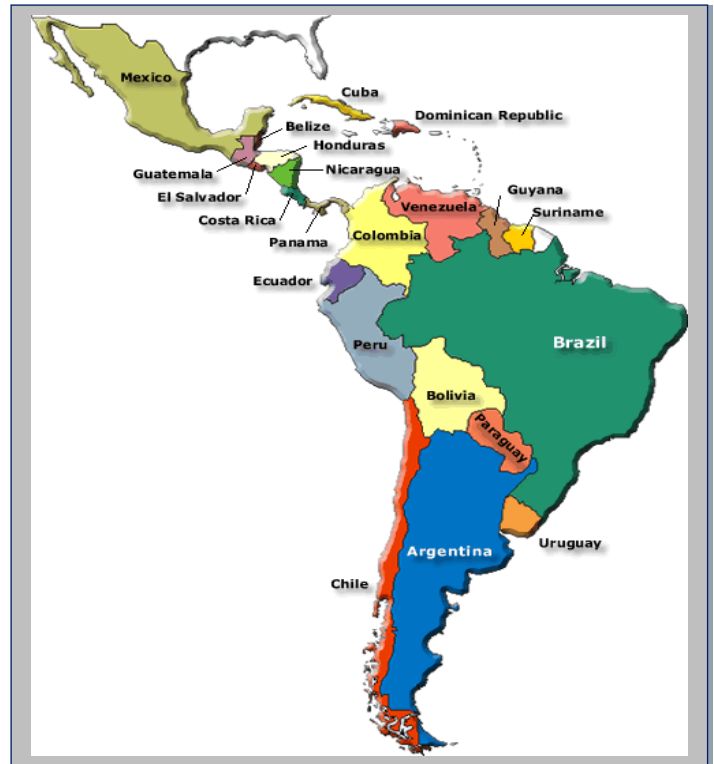 Mexico
Cuba
Dominican Republic
Belize
Honduras
Guatemala
Nicaragua
El Salvador
Costa Rica
Panama
Venezuela
Guyana
Suriname
Colombia
Ecuador
Peru
Brazil
Bolivia
Paraguay
Argentina
Uruguay
Chile